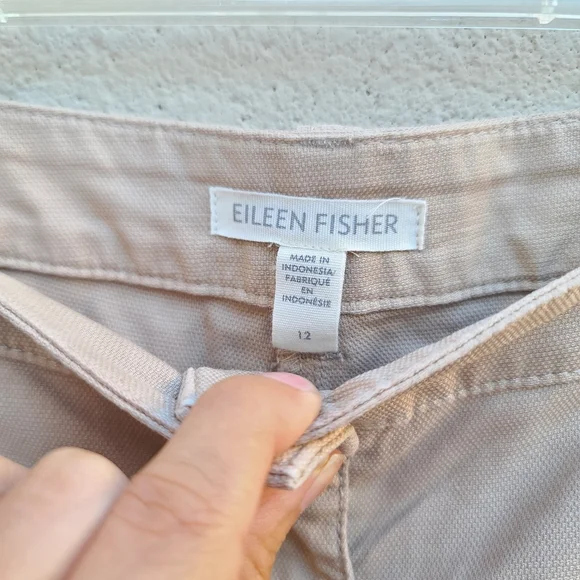 EILEEN FISHER
MADE IN
INDONESIA/
FABRIQUÉ
EN
INDONÉSIE
12